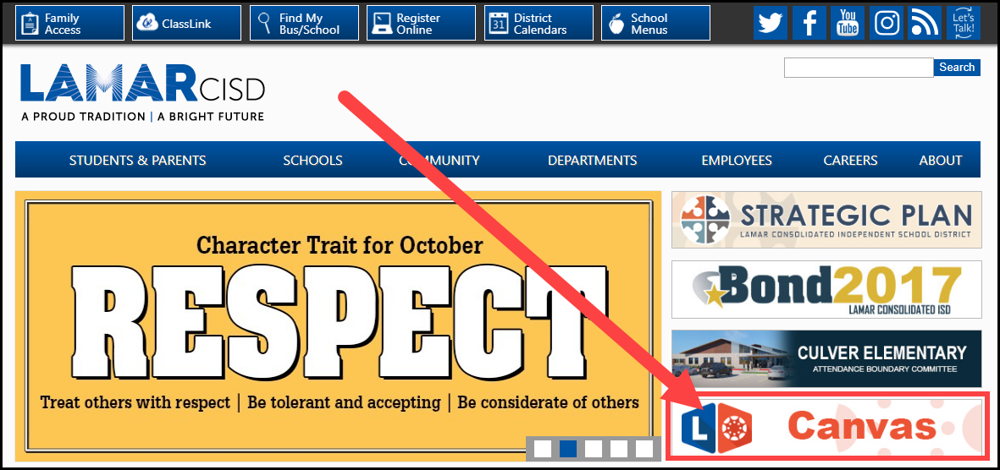 Family
Access
ClassLink
Find My
Bus/School
Register
Online
31
District
Calendars
School
Menus
You
Tube
Let's
Talk!
LAMAR CISD
A PROUD TRADITION | A BRIGHT FUTURE
Search
STUDENTS & PARENTS SCHOOLS COMMUNITY DEPARTMENTS EMPLOYEES CAREERS ABOUT
Character Trait for October
RESPECT
Treat others with respect | Be tolerant and accepting | Be considerate of others
STRATEGIC PLAN
LAMAR CONSOLIDATED INDEPENDENT SCHOOL DISTRICT
Bond2017
LAMAR CONSOLIDATED ISD
CULVER ELEMENTARY
ATTENDANCE BOUNDARY COMMITTEE
L Canvas